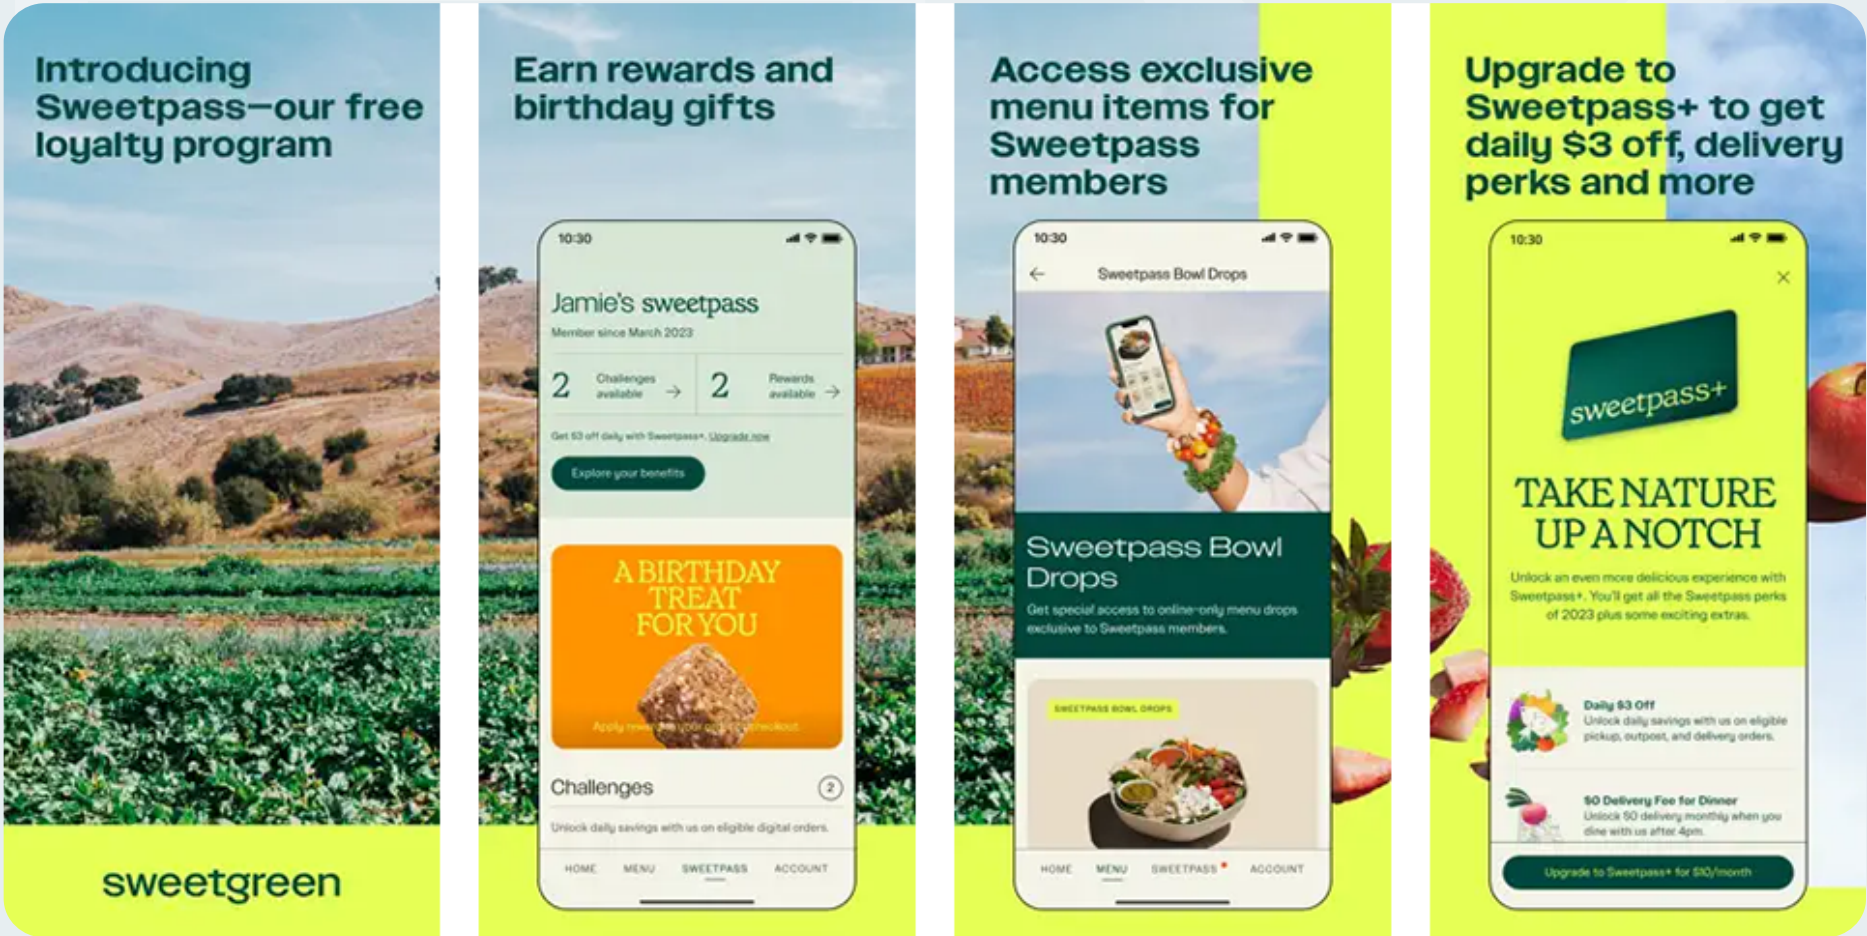 Introducing
Sweetpass—our free
loyalty program
sweetgreen
Earn rewards and
birthday gifts
10:30
Jamie's sweetpass
Member since March 2023
2
Challenges
available
2
Rewards
available
Get $3 off daily with Sweetpass+. Upgrade now
Explore your benefits
A BIRTHDAY
TREAT
FOR YOU
Apply your checkout.
Challenges
2
Unlock daily savings with us on eligible digital orders.
HOME MENU SWEETPASS ACCOUNT
Access exclusive
menu items for
Sweetpass
members
10:30
Sweetpass Bowl Drops
Sweetpass Bowl
Drops
Get special access to online-only menu drops
exclusive to Sweetpass members.
SWEETPASS BOWL DROPS
HOME MENU SWEETPASS ACCOUNT
Upgrade to
Sweetpass+ to get
daily $3 off, delivery
perks and more
10:30
sweetpass+
TAKE NATURE
UP A NOTCH
Unlock an even more delicious experience with
Sweetpass+. You'll get all the Sweetpass perks
of 2023 plus some exciting extras.
Daily $3 Off
Unlock daily savings with us on eligible
pickup, outpost, and delivery orders.
$0 Delivery Fee for Dinner
Unlock $0 delivery monthly when you
dine with us after 4pm.
Upgrade to Sweetpass+ for $10/month